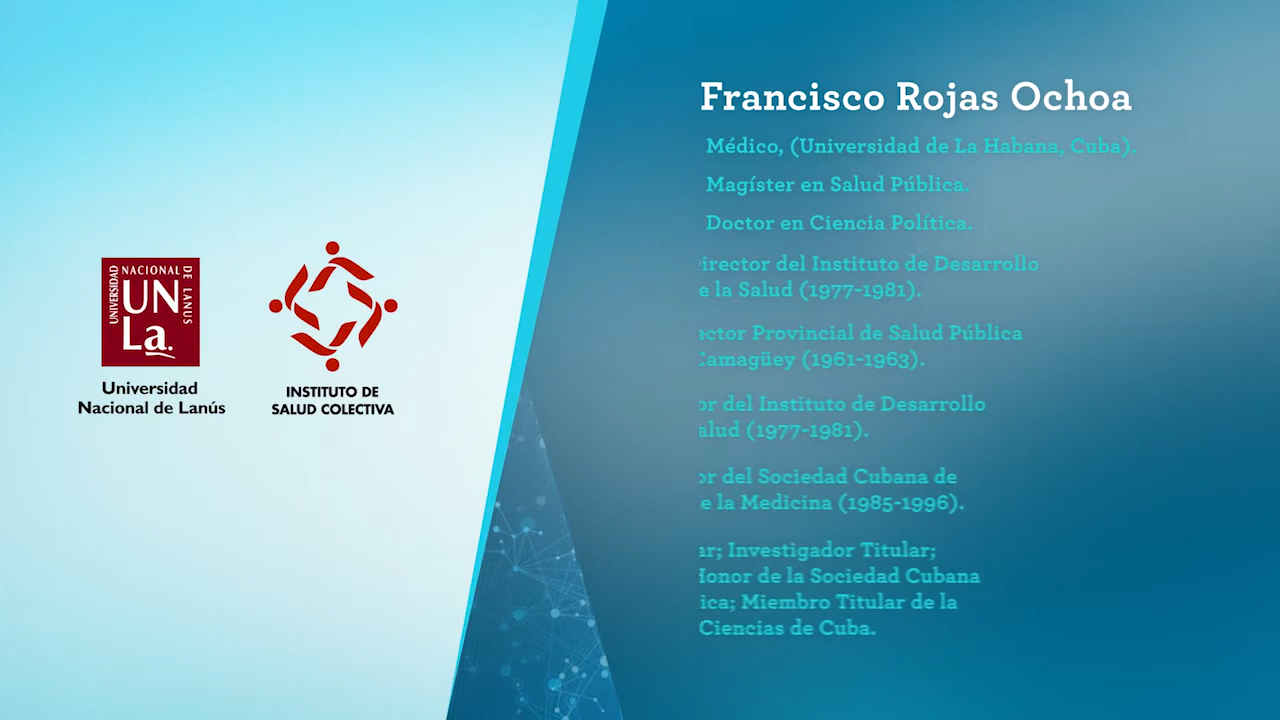 UNIVERSIDAD NACIONAL DE LANUS
UNLa.
Universidad
Nacional de Lanús
INSTITUTO DE
SALUD COLECTIVA
Francisco Rojas Ochoa
Médico, (Universidad de La Habana, Cuba).
Magíster en Salud Pública.
Doctor en Ciencia Política.
irector del Instituto de Desarrollo
e la Salud (1977-1981).
ector Provincial de Salud Pública
Camagüey (1961-1963).
or del Instituto de Desarrollo
alud (1977-1981).
or del Sociedad Cubana de
e la Medicina (1985-1996).
ar; Investigador Titular;
Honor de la Sociedad Cubana
ica; Miembro Titular de la
Ciencias de Cuba.